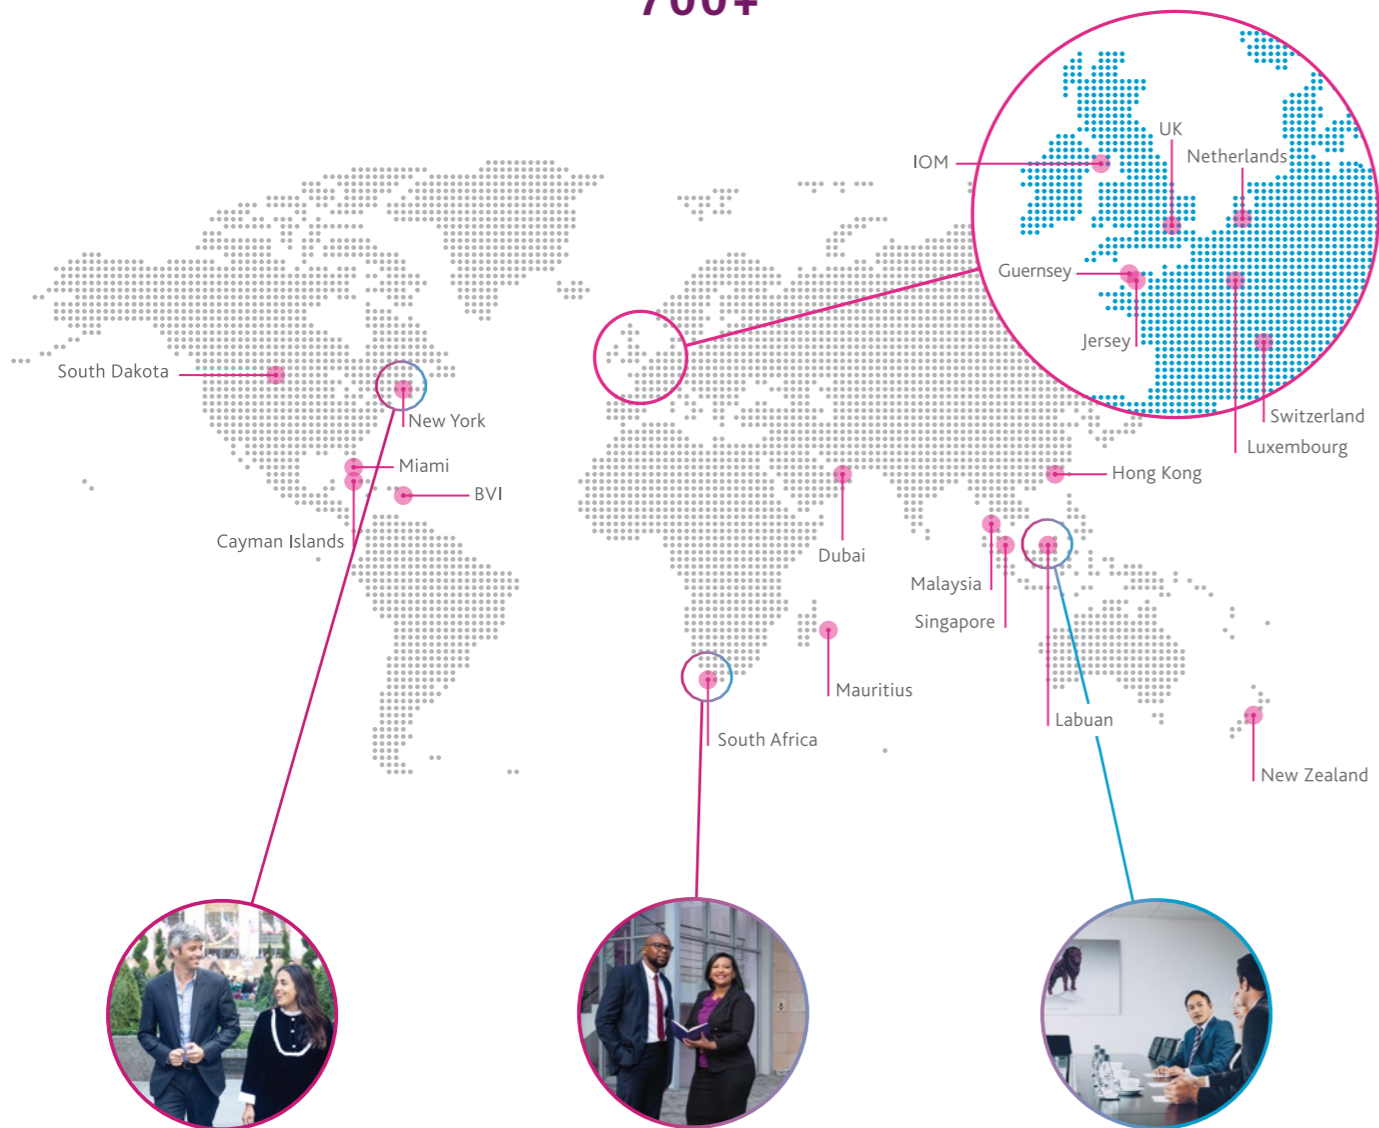 700+
UK
IOM
Netherlands
Guernsey
Jersey
South Dakota
New York
Switzerland
Luxembourg
Miami
Hong Kong
BVI
Cayman Islands
Dubai
Malaysia
Singapore
Mauritius
Labuan
South Africa
New Zealand